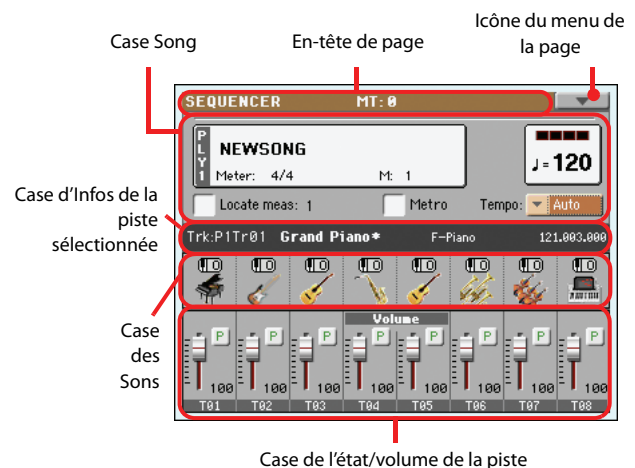 Icône du menu de
la page
Case Song
En-tête de page
SEQUENCER MT: 0
PLY1
NEWSONG
Meter: 4/4 M: 1
♩=120
Locate meas: 1 Metro Tempo: Auto
Case d'Infos de la
piste
sélectionnée
Trk:P1Tr01 Grand Piano* F-Piano 121.003.000
Case
des
Sons
Volume
P P P P P P P P
100 100 100 100 100 100 100 100
T01 T02 T03 T04 T05 T06 T07 T08
Case de l'état/volume de la piste